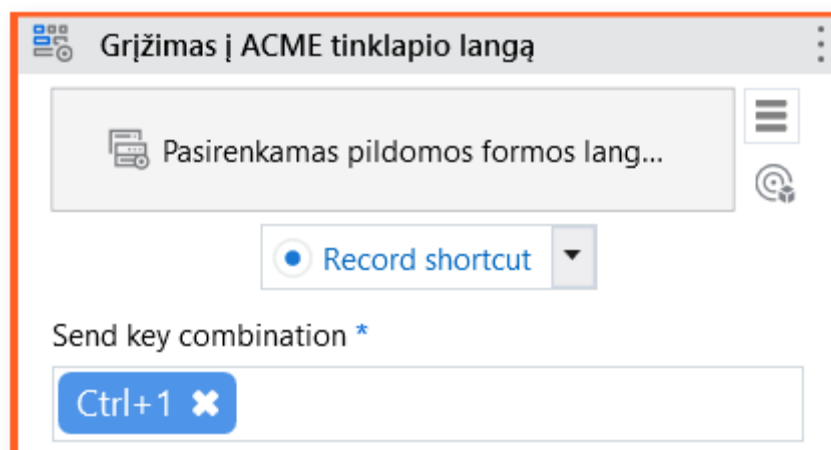 Grįžimas į ACME tinklapio langą
Pasirenkamas pildomos formos lang...
Record shortcut
Send key combination *
Ctrl+1